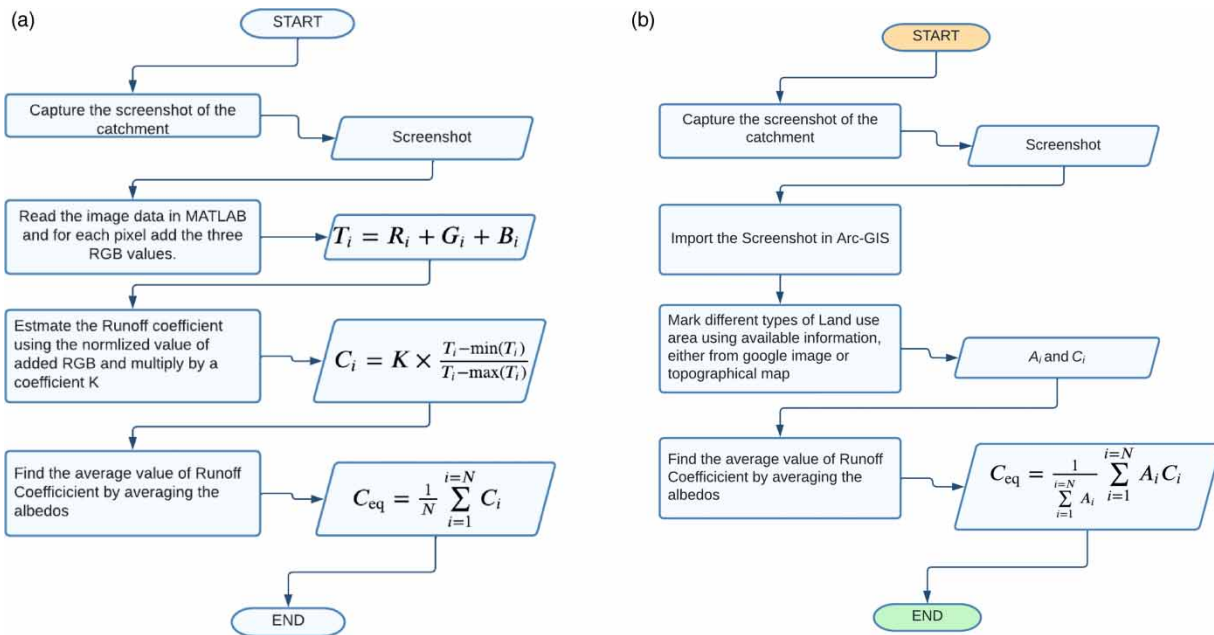 (a)
START
Capture the screenshot of the
catchment
Screenshot
Read the image data in MATLAB
and for each pixel add the three
RGB values.
T_i = R_i + G_i + B_i
Estmate the Runoff coefficient
using the normlized value of
added RGB and multiply by a
coefficient K
C_i = K × (T_i−min(T_i))/(T_i−max(T_i))
Find the average value of Runoff
Coefficicient by averaging the
albedos
C_eq = 1/N ∑_{i=1}^{i=N} C_i
END
(b)
START
Capture the screenshot of the
catchment
Screenshot
Import the Screenshot in Arc-GIS
Mark different types of Land use
area using available information,
either from google image or
topographical map
A_i and C_i
Find the average value of Runoff
Coefficicient by averaging the
albedos
C_eq = 1/(∑_{i=1}^{i=N} A_i) ∑_{i=1}^{i=N} A_i C_i
END